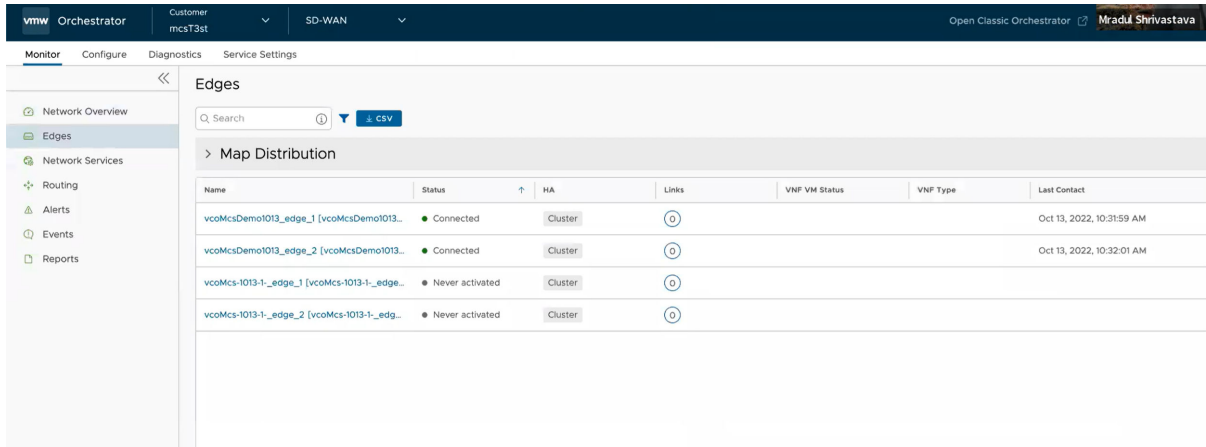 vmw Orchestrator
Customer
mcsT3st
SD-WAN
Open Classic Orchestrator
Mradul Shrivastava
Monitor Configure Diagnostics Service Settings
Network Overview
Edges
Network Services
Routing
Alerts
Events
Reports
Edges
Search
CSV
Map Distribution
Name Status HA Links VNF VM Status VNF Type Last Contact
vcoMcsDemo1013_edge_1 [vcoMcsDemo1013... Connected Cluster 0 Oct 13, 2022, 10:31:59 AM
vcoMcsDemo1013_edge_2 [vcoMcsDemo1013... Connected Cluster 0 Oct 13, 2022, 10:32:01 AM
vcoMcs-1013-1-_edge_1 [vcoMcs-1013-1-_edge... Never activated Cluster 0
vcoMcs-1013-1-_edge_2 [vcoMcs-1013-1-_edg... Never activated Cluster 0